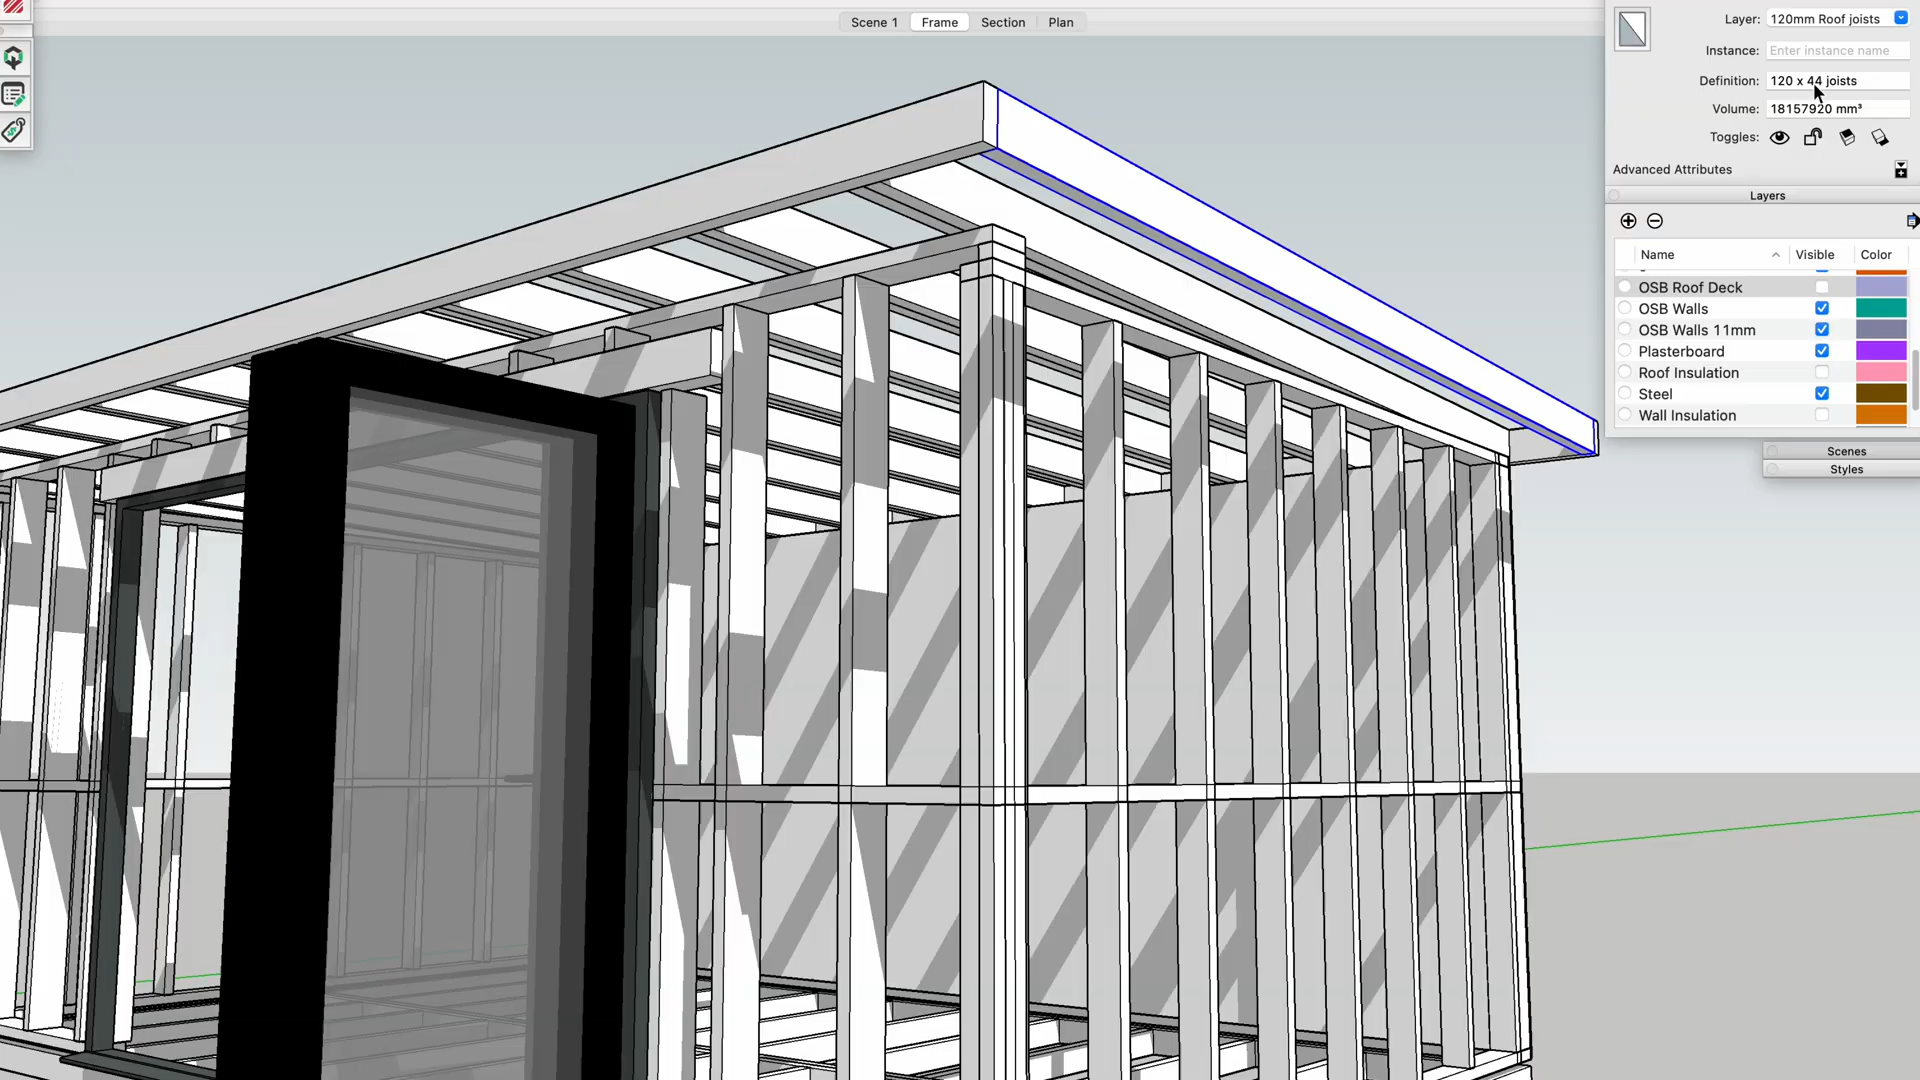 Scene 1
Frame
Section
Plan
Layer: 120mm Roof joists
Instance: Enter instance name
Definition: 120 x 44 joists
Volume: 18157920 mm³
Toggles:
Advanced Attributes
Layers
Name Visible Color
OSB Roof Deck
OSB Walls
OSB Walls 11mm
Plasterboard
Roof Insulation
Steel
Wall Insulation
Scenes
Styles